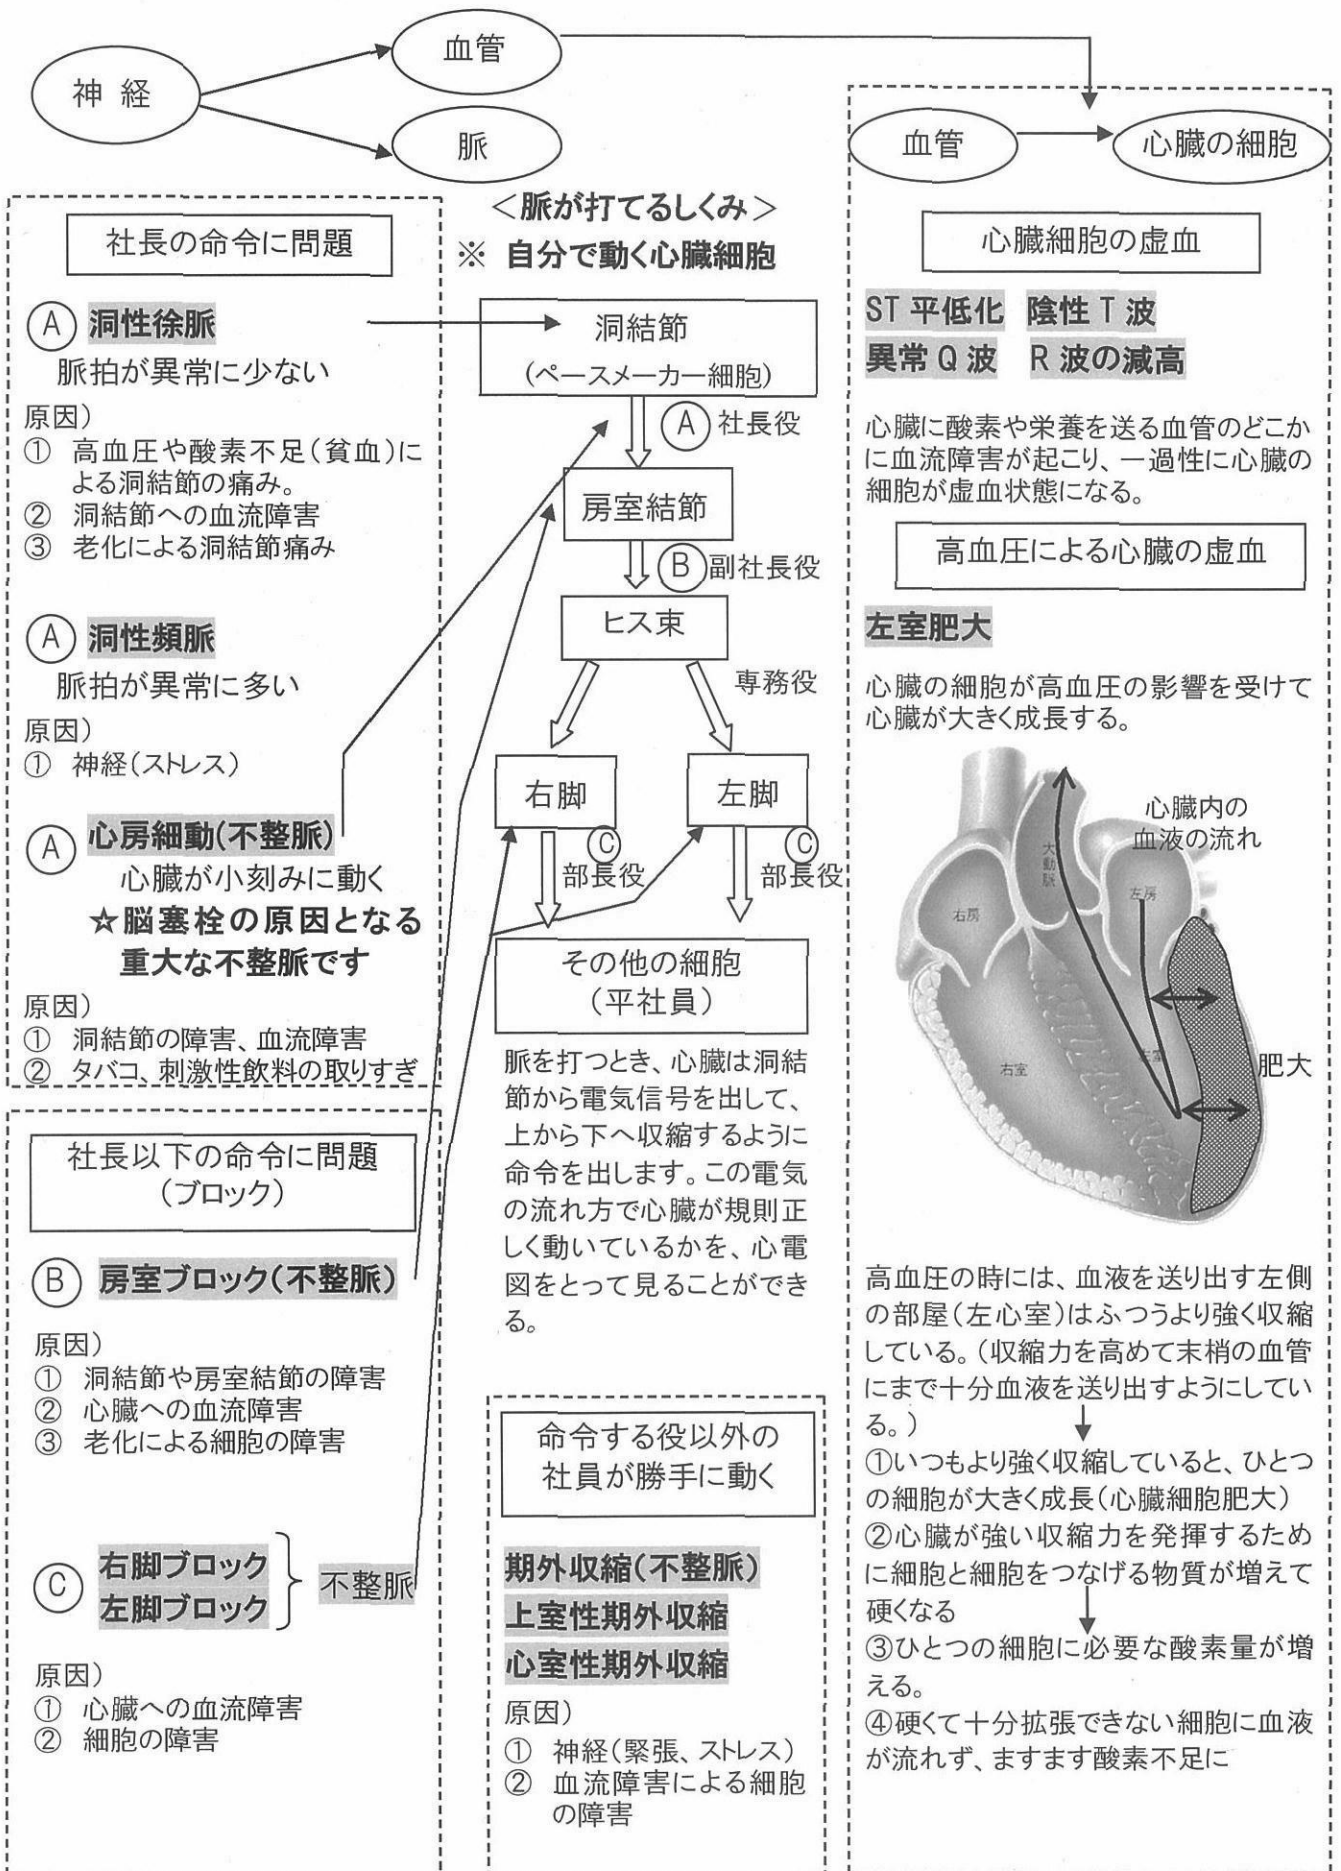 神 経
血管
脈
血管
心臓の細胞
社長の命令に問題
Ⓐ 洞性徐脈
脈拍が異常に少ない
原因)
① 高血圧や酸素不足(貧血)に
よる洞結節の痛み。
② 洞結節への血流障害
③ 老化による洞結節痛み
Ⓐ 洞性頻脈
脈拍が異常に多い
原因)
① 神経(ストレス)
Ⓐ 心房細動(不整脈)
心臓が小刻みに動く
☆脳塞栓の原因となる
重大な不整脈です
原因)
① 洞結節の障害、血流障害
② タバコ、刺激性飲料の取りすぎ
社長以下の命令に問題
(ブロック)
Ⓑ 房室ブロック(不整脈)
原因)
① 洞結節や房室結節の障害
② 心臓への血流障害
③ 老化による細胞の障害
Ⓒ 右脚ブロック
左脚ブロック
不整脈
原因)
① 心臓への血流障害
② 細胞の障害
<脈が打てるしくみ>
※ 自分で動く心臓細胞
洞結節
(ペースメーカー細胞)
Ⓐ 社長役
房室結節
Ⓑ 副社長役
ヒス束
専務役
右脚
左脚
Ⓒ
Ⓒ
部長役
部長役
その他の細胞
(平社員)
脈を打つとき、心臓は洞結
節から電気信号を出して、
上から下へ収縮するように
命令を出します。この電気
の流れ方で心臓が規則正
しく動いているかを、心電
図をとって見ることができ
る。
命令する役以外の
社員が勝手に動く
期外収縮(不整脈)
上室性期外収縮
心室性期外収縮
原因)
① 神経(緊張、ストレス)
② 血流障害による細胞
の障害
心臓細胞の虚血
ST 平低化 陰性 T 波
異常 Q 波 R 波の減高
心臓に酸素や栄養を送る血管のどこか
に血流障害が起こり、一過性に心臓の
細胞が虚血状態になる。
高血圧による心臓の虚血
左室肥大
心臓の細胞が高血圧の影響を受けて
心臓が大きく成長する。
心臓内の
血液の流れ
大動脈
左房
右房
左室
右室
肥大
高血圧の時には、血液を送り出す左側
の部屋(左心室)はふつうより強く収縮
している。(収縮力を高めて末梢の血管
にまで十分血液を送り出すようにしてい
る。)
①いつもより強く収縮していると、ひとつ
の細胞が大きく成長(心臓細胞肥大)
②心臓が強い収縮力を発揮するため
に細胞と細胞をつなげる物質が増えて
硬くなる
③ひとつの細胞に必要な酸素量が増
える。
④硬くて十分拡張できない細胞に血液
が流れず、ますます酸素不足に